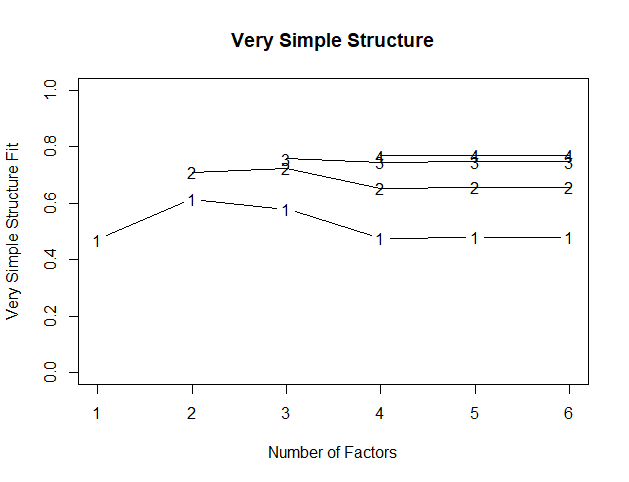 Very Simple Structure
Very Simple Structure Fit
1.0
0.8
0.6
0.4
0.2
0.0
4 4 4
3 3 3 3
2 2 2 2 2
1 1 1 1 1 1
1 2 3 4 5 6
Number of Factors